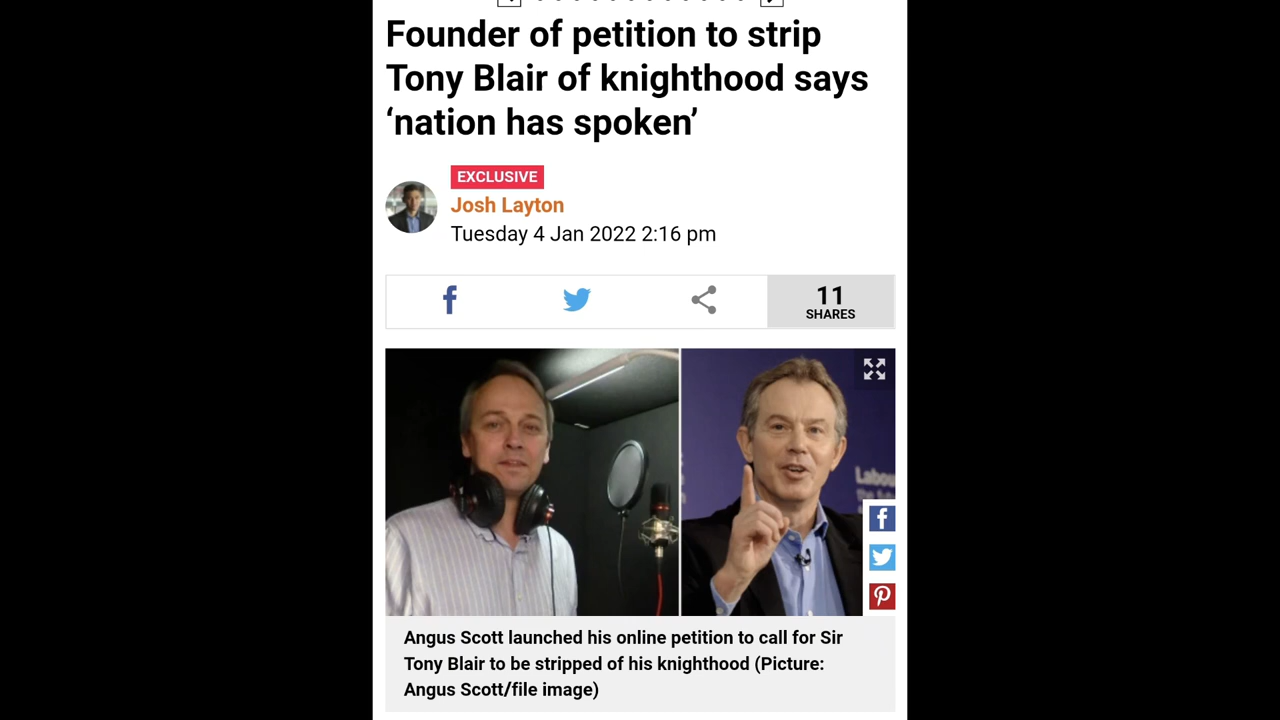 Founder of petition to strip
Tony Blair of knighthood says
‘nation has spoken’
EXCLUSIVE
Josh Layton
Tuesday 4 Jan 2022 2:16 pm
11
SHARES
Labou
Angus Scott launched his online petition to call for Sir
Tony Blair to be stripped of his knighthood (Picture:
Angus Scott/file image)